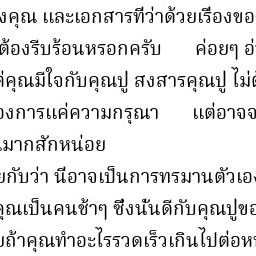 งคุณ และเอกสารที่ว่าด้วยเรื่องขอ
ต้องรีบร้อนหรอกครับ ค่อยๆ อ่
คุณมีใจกับคุณปู่ สงสารคุณปู่ ไม่
องการแค่ความกรุณา แต่อาจจ
มากสักหน่อย
กับว่า นี่อาจเป็นการทรมานตัวเอง
คุณเป็นคนช้าๆ ซึ่งนั่นดีกับคุณปู่ขอ
ถ้าคุณทำอะไรรวดเร็วเกินไปต่อห